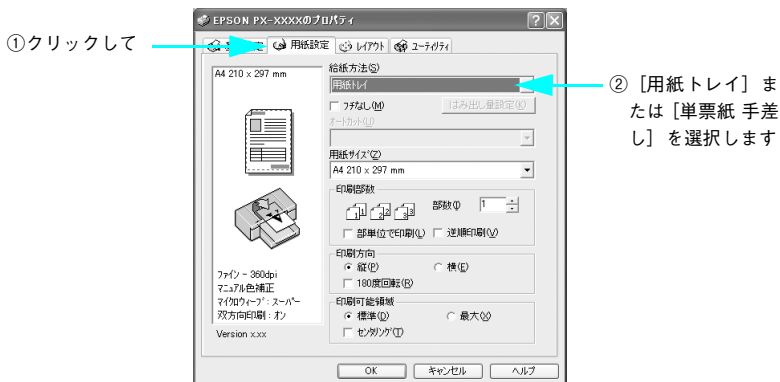 EPSON PX-XXXXのプロパティ
①クリックして
用紙設定
レイアウト
ユーティリティ
A4 210 x 297 mm
給紙方法(S)
用紙トレイ
②［用紙トレイ］ま
たは［単票紙 手差
し］を選択します
フチなし(M)
はみ出し量設定(K)
オートカット(U)
用紙サイズ(Z)
A4 210 x 297 mm
印刷部数
部数(I)
1
部単位で印刷(L)
逆順印刷(V)
印刷方向
縦(P)
横(E)
180度回転(R)
印刷可能領域
標準(D)
最大(X)
センタリング(T)
ファイン - 360dpi
マニュアル色補正
マイクロウィーブ : スーパー
双方向印刷 : オン
Version x.xx
OK
キャンセル
ヘルプ